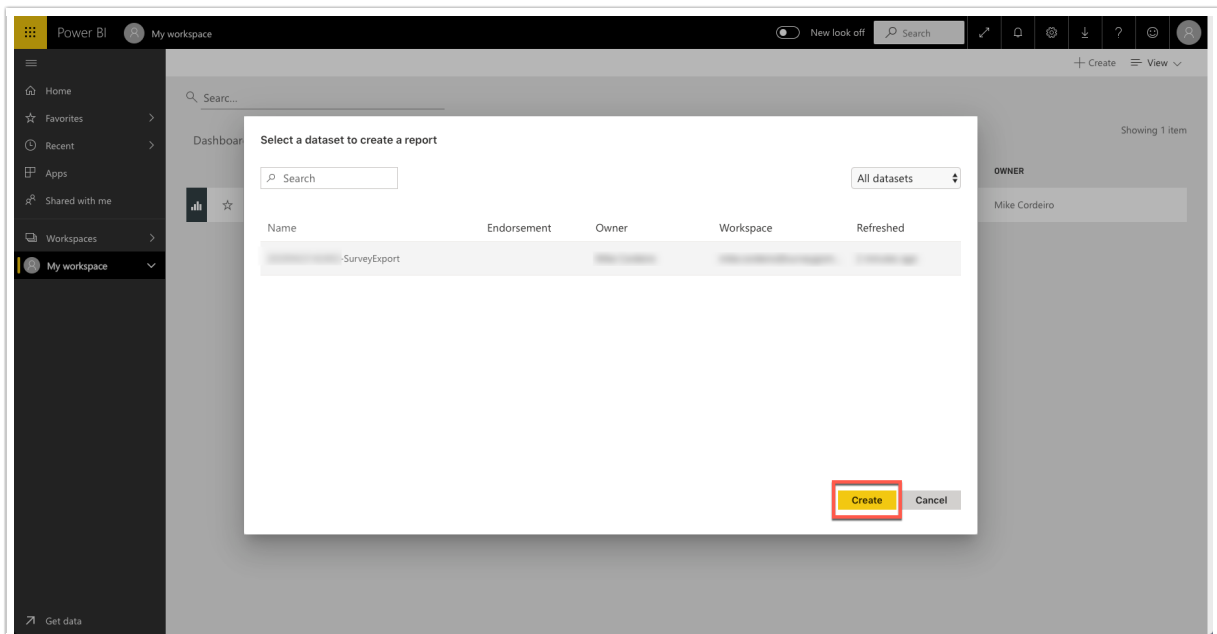 Power BI My workspace New look off Search ?
+ Create View
Home
Searc...
Favorites
Showing 1 item
Dashboar
Select a dataset to create a report
Recent
Apps
Search All datasets
OWNER
Shared with me
Mike Cordeiro
Name Endorsement Owner Workspace Refreshed
Workspaces
-SurveyExport
My workspace
Create Cancel
Get data